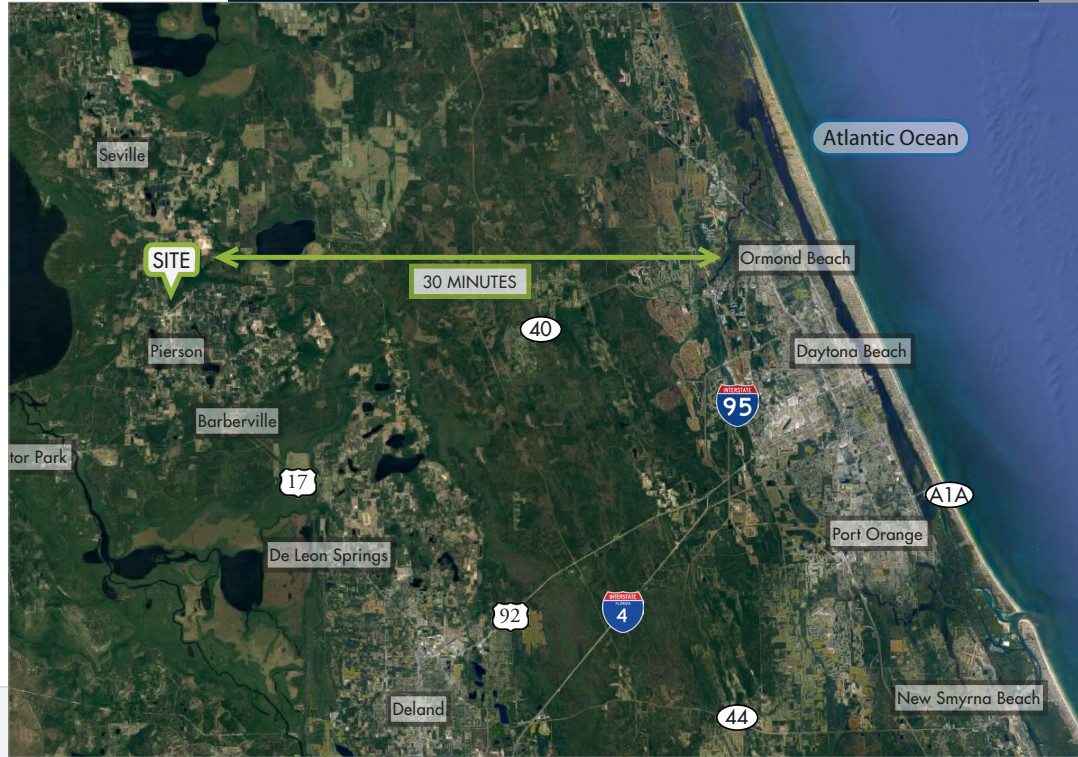 Atlantic Ocean
Seville
SITE
Ormond Beach
30 MINUTES
40
Pierson
Daytona Beach
INTERSTATE
95
Barberville
tor Park
17
A1A
Port Orange
De Leon Springs
92
INTERSTATE
FLORIDA
4
New Smyrna Beach
Deland
44